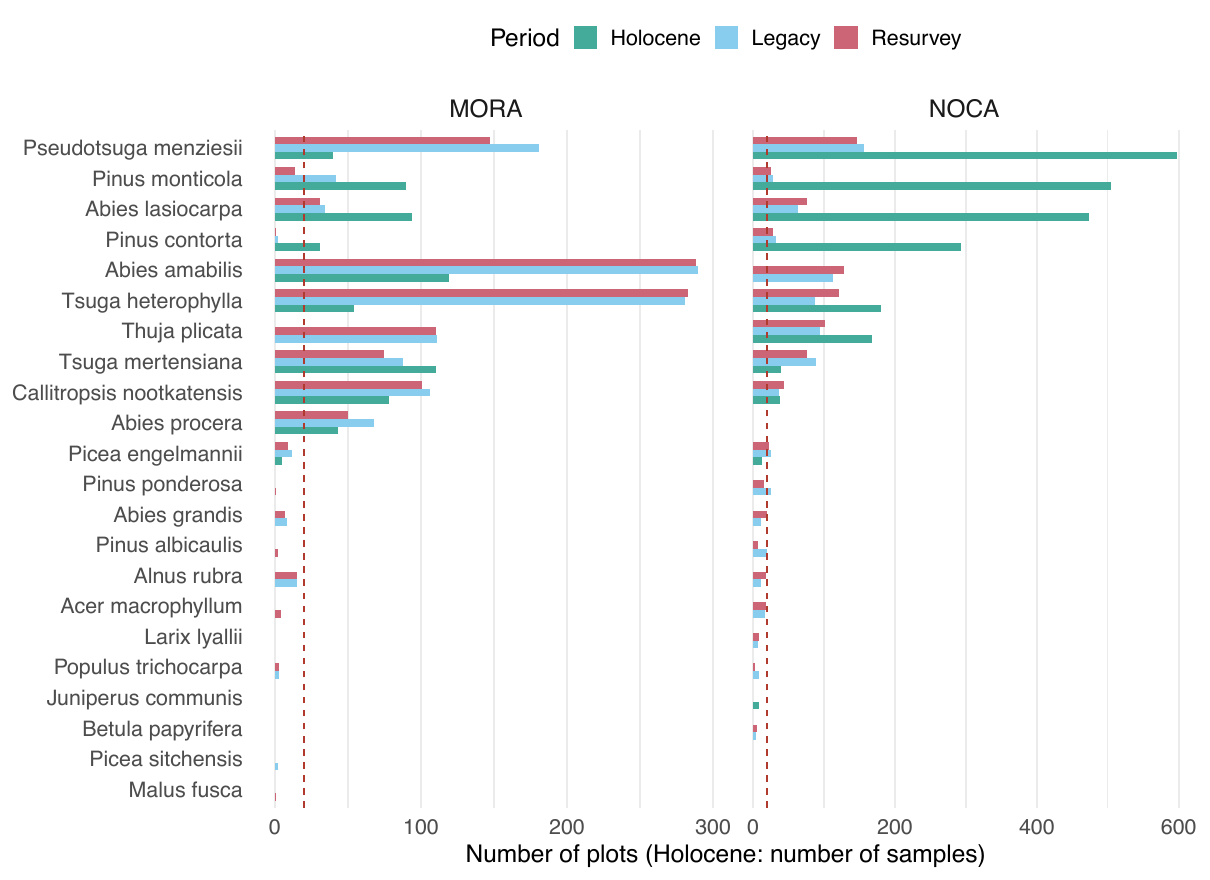 Period Holocene Legacy Resurvey
MORA NOCA
Pseudotsuga menziesii
Pinus monticola
Abies lasiocarpa
Pinus contorta
Abies amabilis
Tsuga heterophylla
Thuja plicata
Tsuga mertensiana
Callitropsis nootkatensis
Abies procera
Picea engelmannii
Pinus ponderosa
Abies grandis
Pinus albicaulis
Alnus rubra
Acer macrophyllum
Larix lyallii
Populus trichocarpa
Juniperus communis
Betula papyrifera
Picea sitchensis
Malus fusca
0 100 200 300 0 200 400 600
Number of plots (Holocene: number of samples)